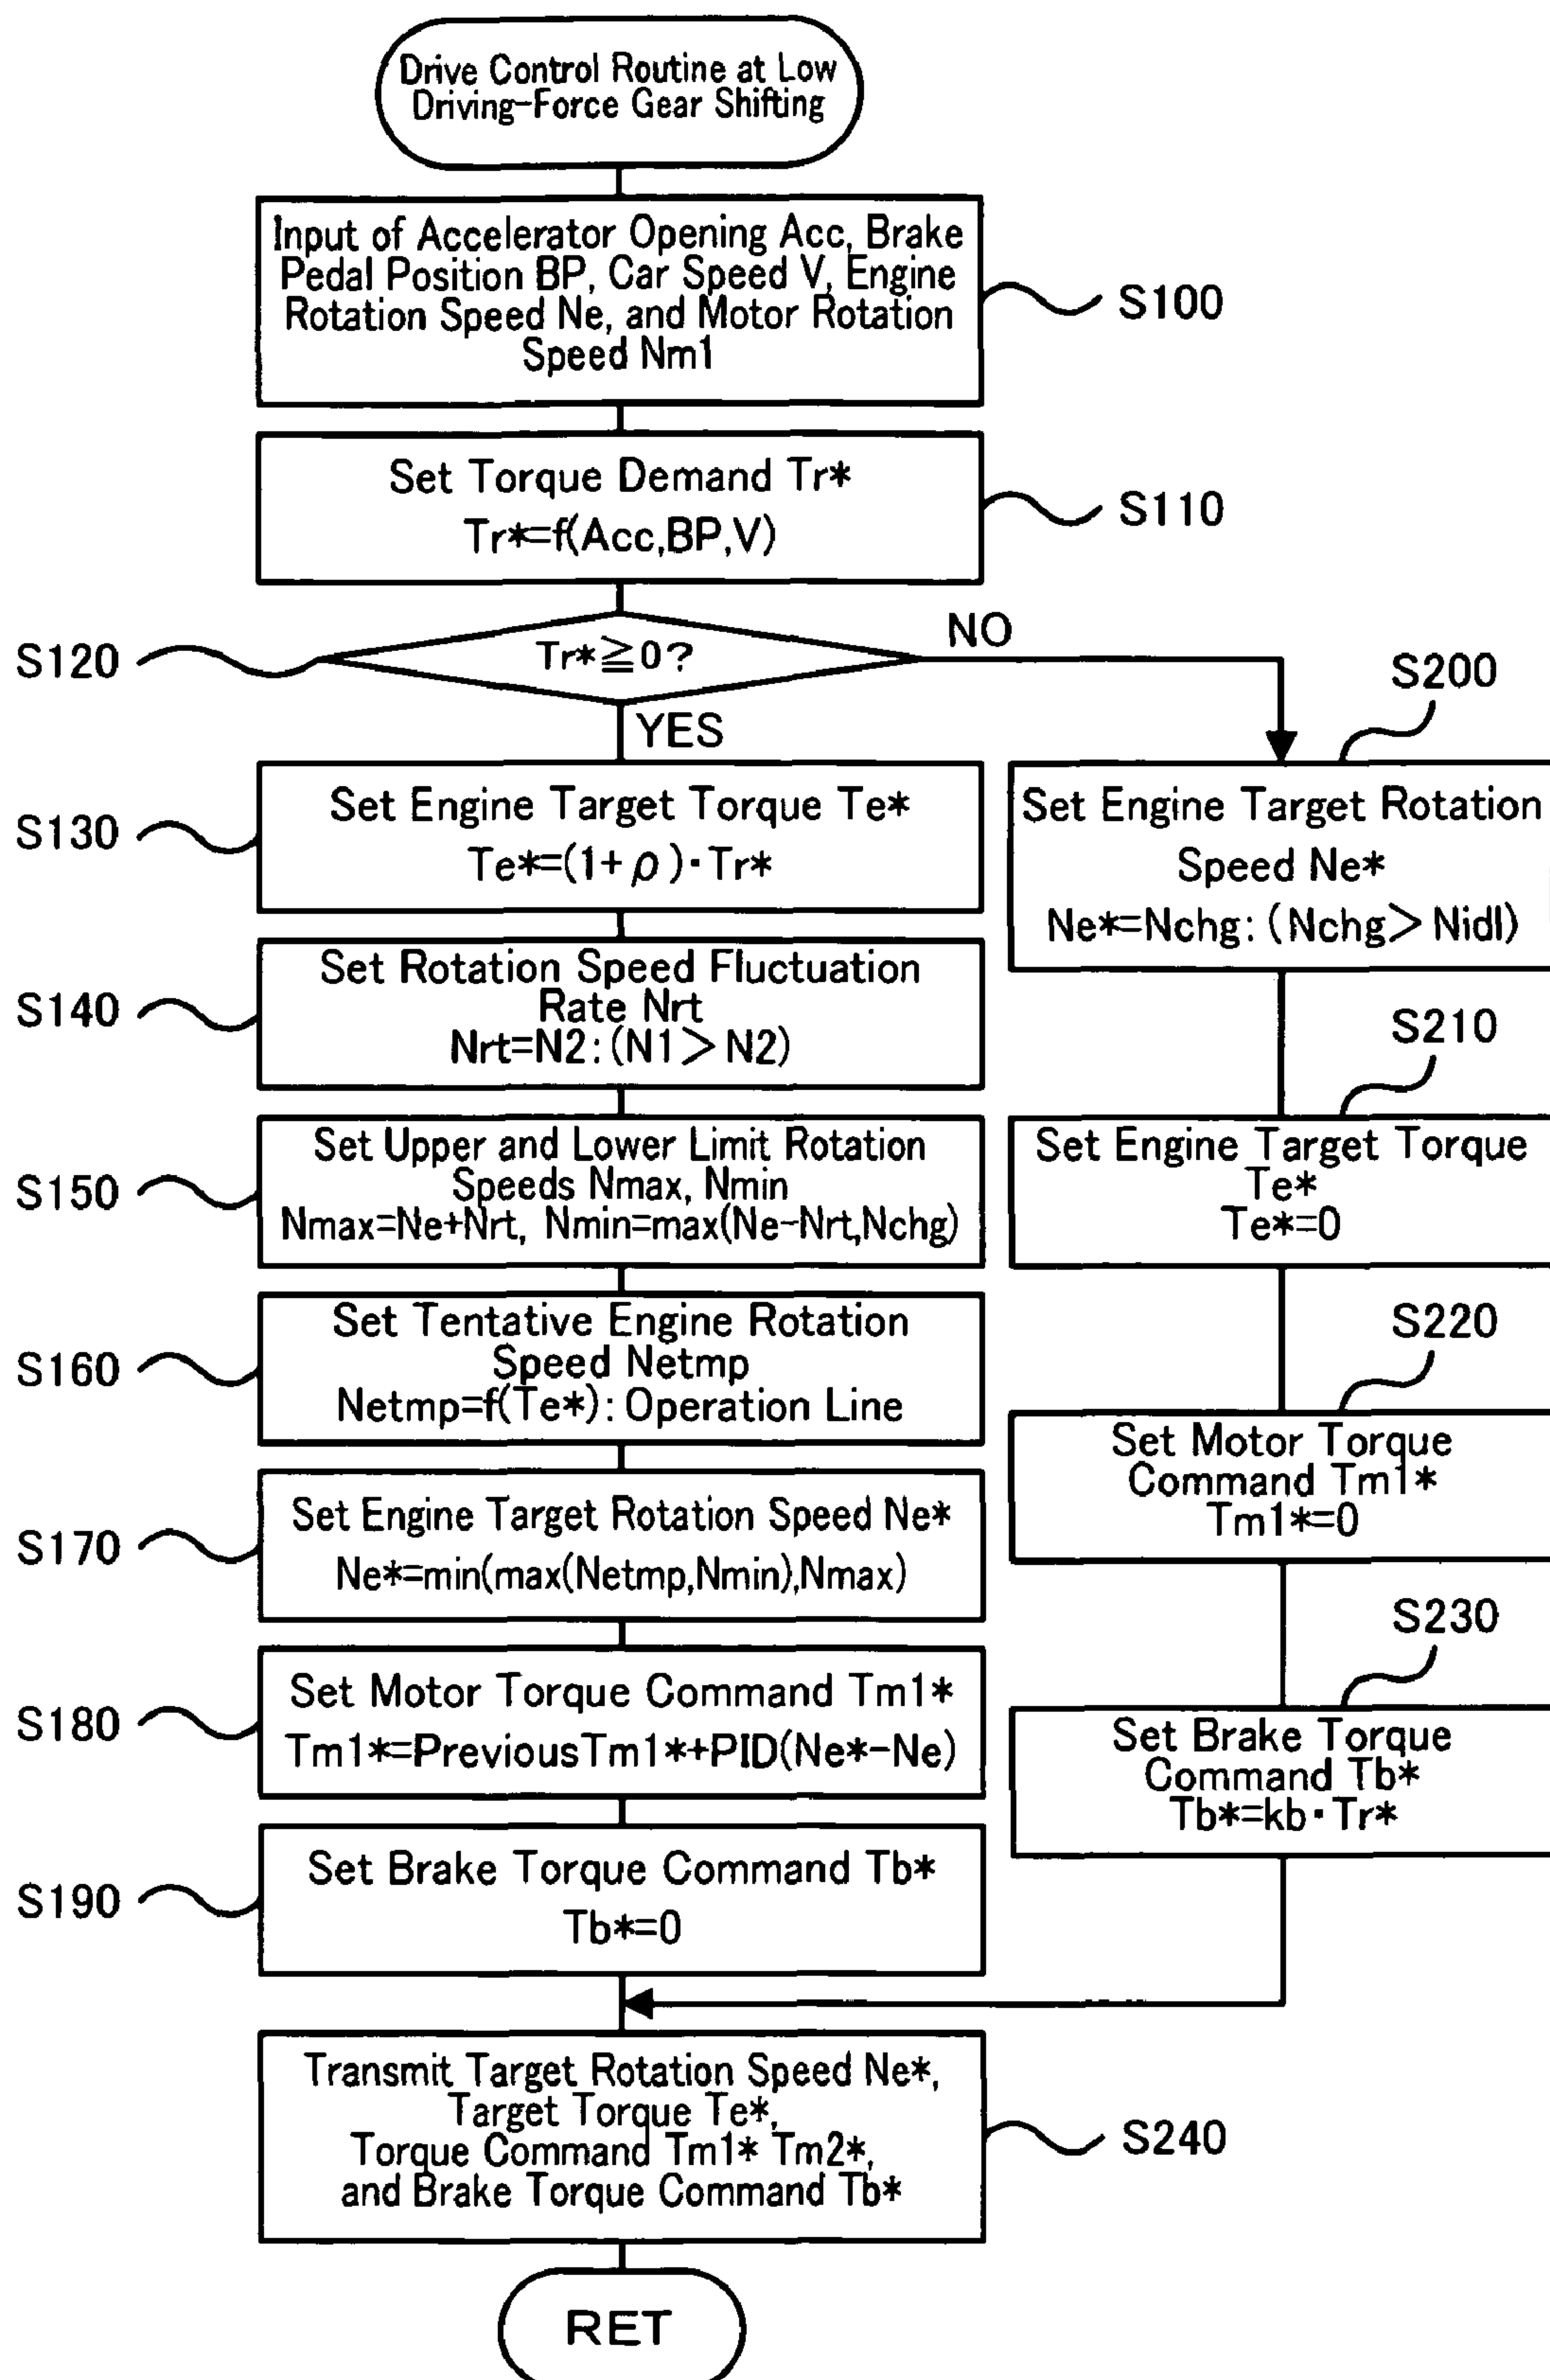 Drive Control Routine at Low
Driving-Force Gear Shifting
Input of Accelerator Opening Acc, Brake
Pedal Position BP, Car Speed V, Engine
Rotation Speed Ne, and Motor Rotation
Speed Nm1
S100
Set Torque Demand Tr*
Tr*=f(Acc,BP,V)
S110
S120
Tr*≧0?
NO
YES
S130
Set Engine Target Torque Te*
Te*=(1+ρ)·Tr*
S140
Set Rotation Speed Fluctuation
Rate Nrt
Nrt=N2:(N1>N2)
S150
Set Upper and Lower Limit Rotation
Speeds Nmax, Nmin
Nmax=Ne+Nrt, Nmin=max(Ne-Nrt,Nchg)
S160
Set Tentative Engine Rotation
Speed Netmp
Netmp=f(Te*): Operation Line
S170
Set Engine Target Rotation Speed Ne*
Ne*=min(max(Netmp,Nmin),Nmax)
S180
Set Motor Torque Command Tm1*
Tm1*=PreviousTm1*+PID(Ne*-Ne)
S190
Set Brake Torque Command Tb*
Tb*=0
S200
Set Engine Target Rotation
Speed Ne*
Ne*=Nchg: (Nchg>Nidl)
S210
Set Engine Target Torque
Te*
Te*=0
S220
Set Motor Torque
Command Tm1*
Tm1*=0
S230
Set Brake Torque
Command Tb*
Tb*=kb·Tr*
Transmit Target Rotation Speed Ne*,
Target Torque Te*,
Torque Command Tm1* Tm2*,
and Brake Torque Command Tb*
S240
RET